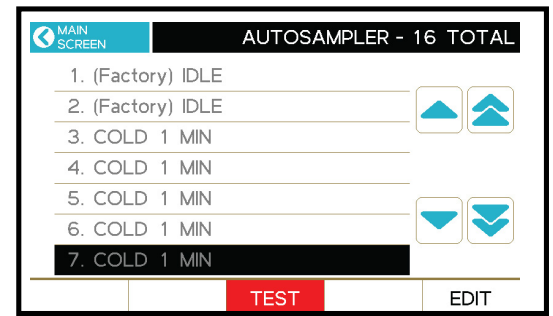 MAIN
SCREEN
AUTOSAMPLER - 16 TOTAL
1. (Factory) IDLE
2. (Factory) IDLE
3. COLD 1 MIN
4. COLD 1 MIN
5. COLD 1 MIN
6. COLD 1 MIN
7. COLD 1 MIN
TEST
EDIT